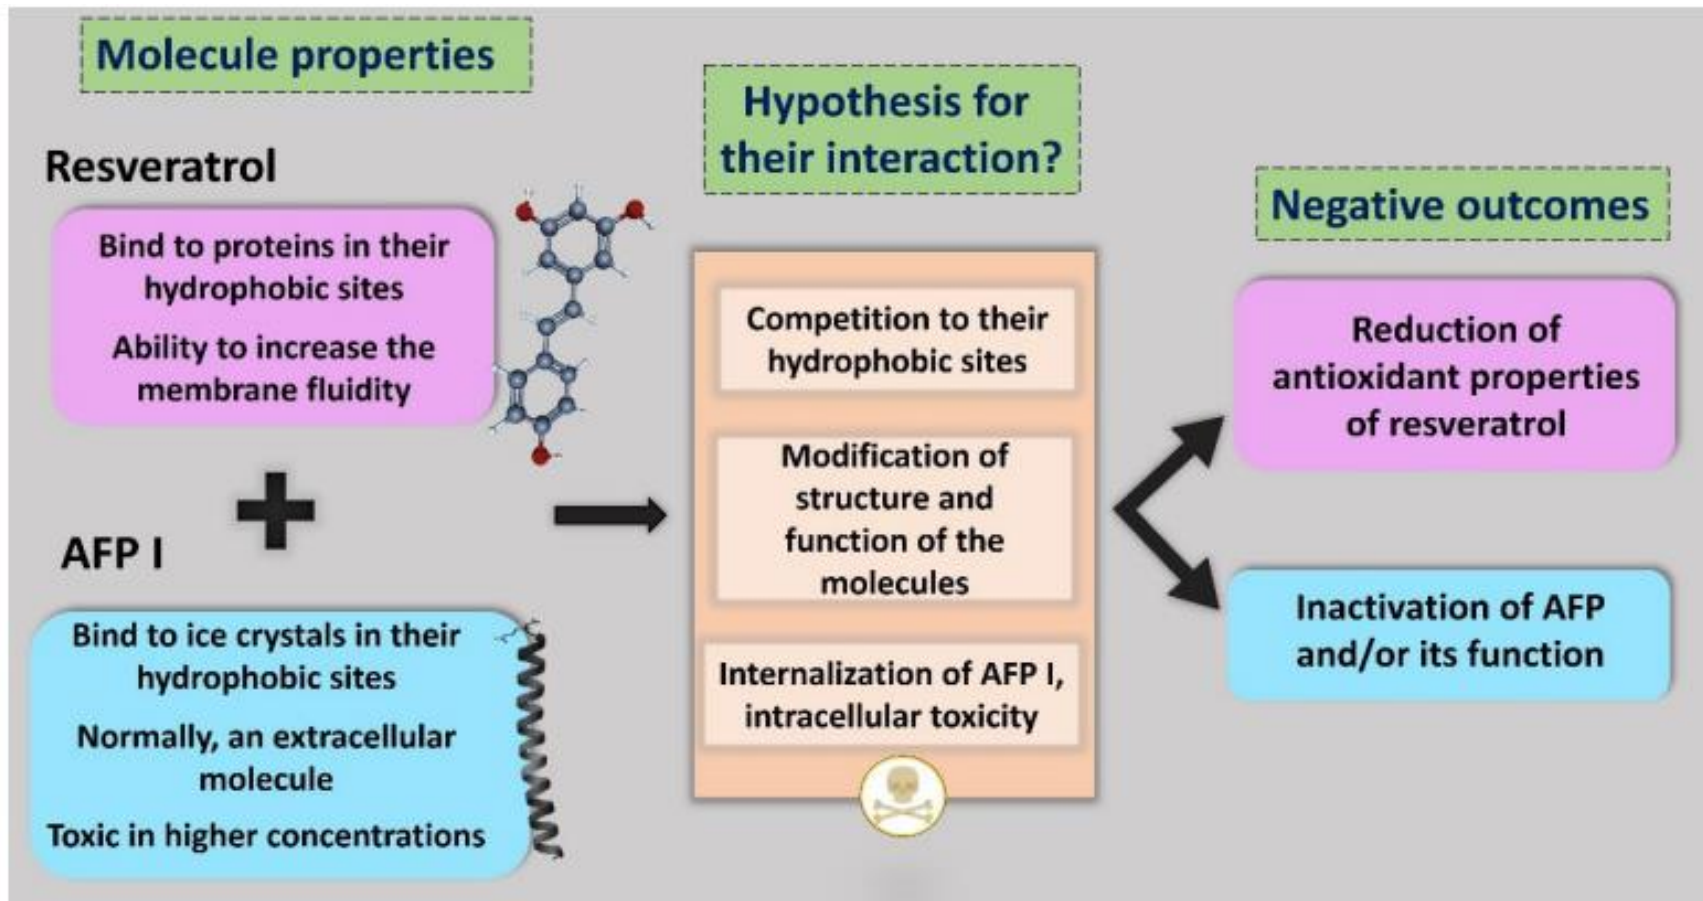 Molecule properties
Resveratrol
Bind to proteins in their
hydrophobic sites
Ability to increase the
membrane fluidity
AFP I
Bind to ice crystals in their
hydrophobic sites
Normally, an extracellular
molecule
Toxic in higher concentrations
Hypothesis for
their interaction?
Competition to their
hydrophobic sites
Modification of
structure and
function of the
molecules
Internalization of AFP I,
intracellular toxicity
Negative outcomes
Reduction of
antioxidant properties
of resveratrol
Inactivation of AFP
and/or its function